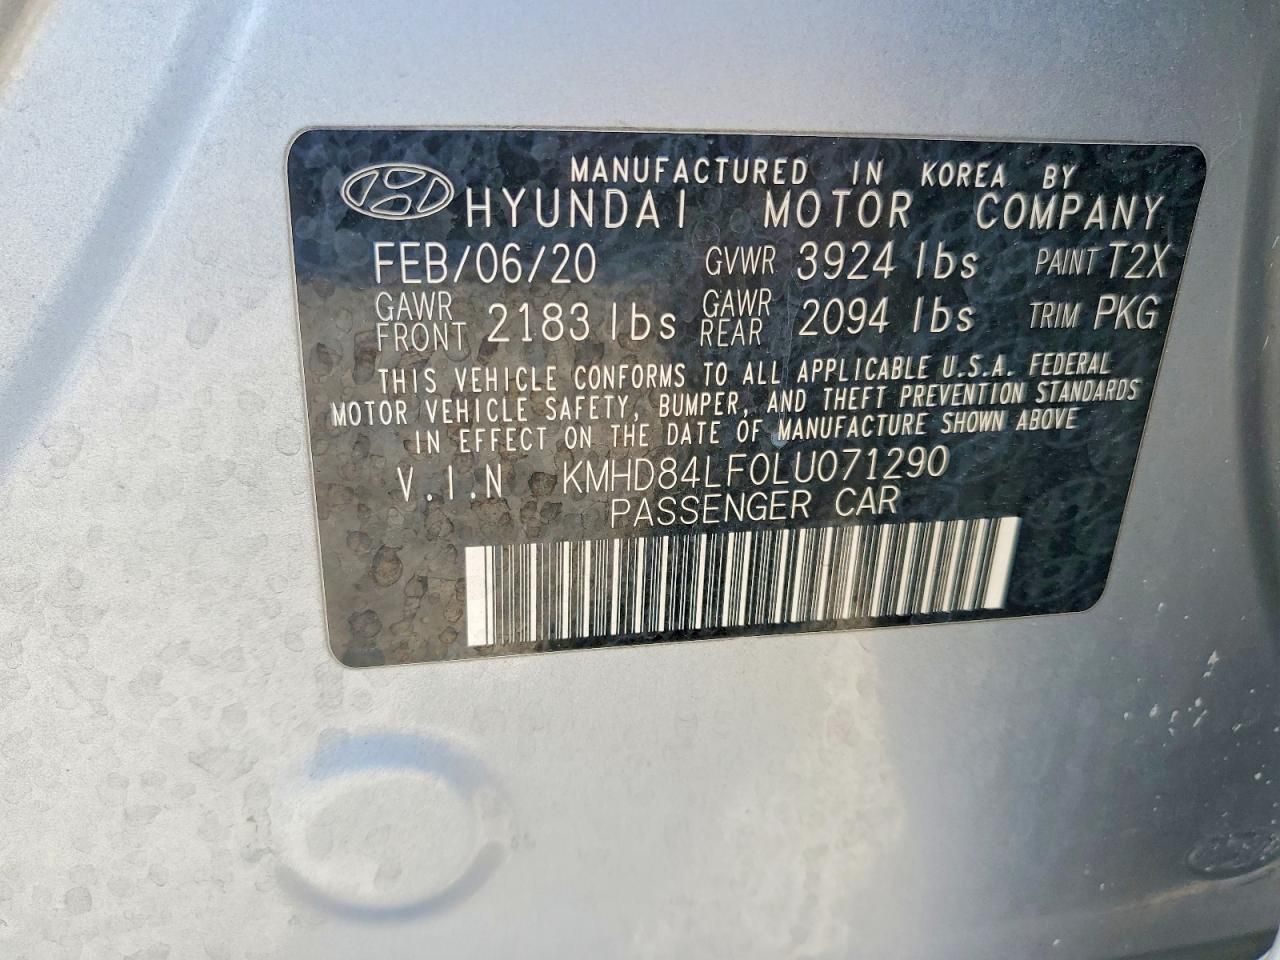 MANUFACTURED IN KOREA BY
HYUNDAI MOTOR COMPANY
FEB/06/20 GVWR 3924 lbs PAINT T2X
GAWR FRONT 2183 lbs GAWR REAR 2094 lbs TRIM PKG
THIS VEHICLE CONFORMS TO ALL APPLICABLE U.S.A. FEDERAL
MOTOR VEHICLE SAFETY, BUMPER, AND THEFT PREVENTION STANDARDS
IN EFFECT ON THE DATE OF MANUFACTURE SHOWN ABOVE
V.I.N KMHD84LF0LU071290
PASSENGER CAR